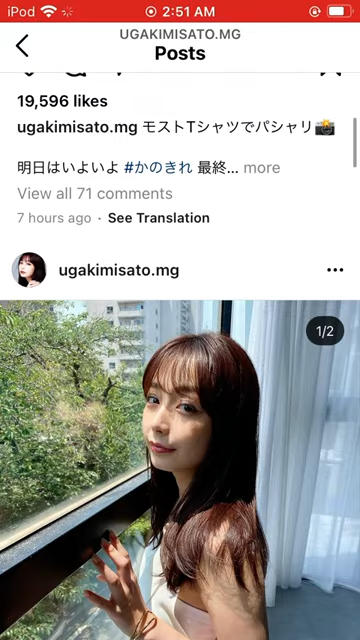 iPod 2:51 AM
UGAKIMISATO.MG
Posts
19,596 likes
ugakimisato.mg モストTシャツでパシャリ📸
明日はいよいよ #かのきれ 最終... more
View all 71 comments
7 hours ago · See Translation
ugakimisato.mg
1/2